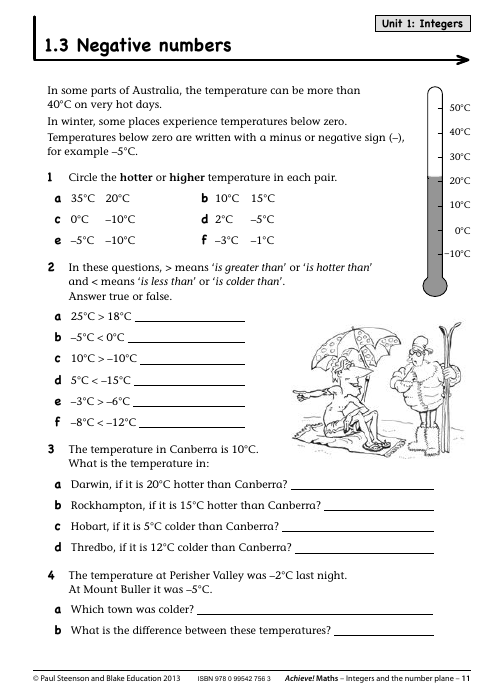 Unit 1: Integers
1.3 Negative numbers
In some parts of Australia, the temperature can be more than
40°C on very hot days.
In winter, some places experience temperatures below zero.
Temperatures below zero are written with a minus or negative sign (–),
for example –5°C.
50°C
40°C
30°C
20°C
10°C
0°C
–10°C
1 Circle the hotter or higher temperature in each pair.
a 35°C 20°C b 10°C 15°C
c 0°C –10°C d 2°C –5°C
e –5°C –10°C f –3°C –1°C
2 In these questions, > means ‘is greater than’ or ‘is hotter than’
and < means ‘is less than’ or ‘is colder than’.
Answer true or false.
a 25°C > 18°C
b –5°C < 0°C
c 10°C > –10°C
d 5°C < –15°C
e –3°C > –6°C
f –8°C < –12°C
3 The temperature in Canberra is 10°C.
What is the temperature in:
a Darwin, if it is 20°C hotter than Canberra?
b Rockhampton, if it is 15°C hotter than Canberra?
c Hobart, if it is 5°C colder than Canberra?
d Thredbo, if it is 12°C colder than Canberra?
4 The temperature at Perisher Valley was –2°C last night.
At Mount Buller it was –5°C.
a Which town was colder?
b What is the difference between these temperatures?
© Paul Steenson and Blake Education 2013 ISBN 978 0 99542 756 3 Achieve! Maths – Integers and the number plane – 11